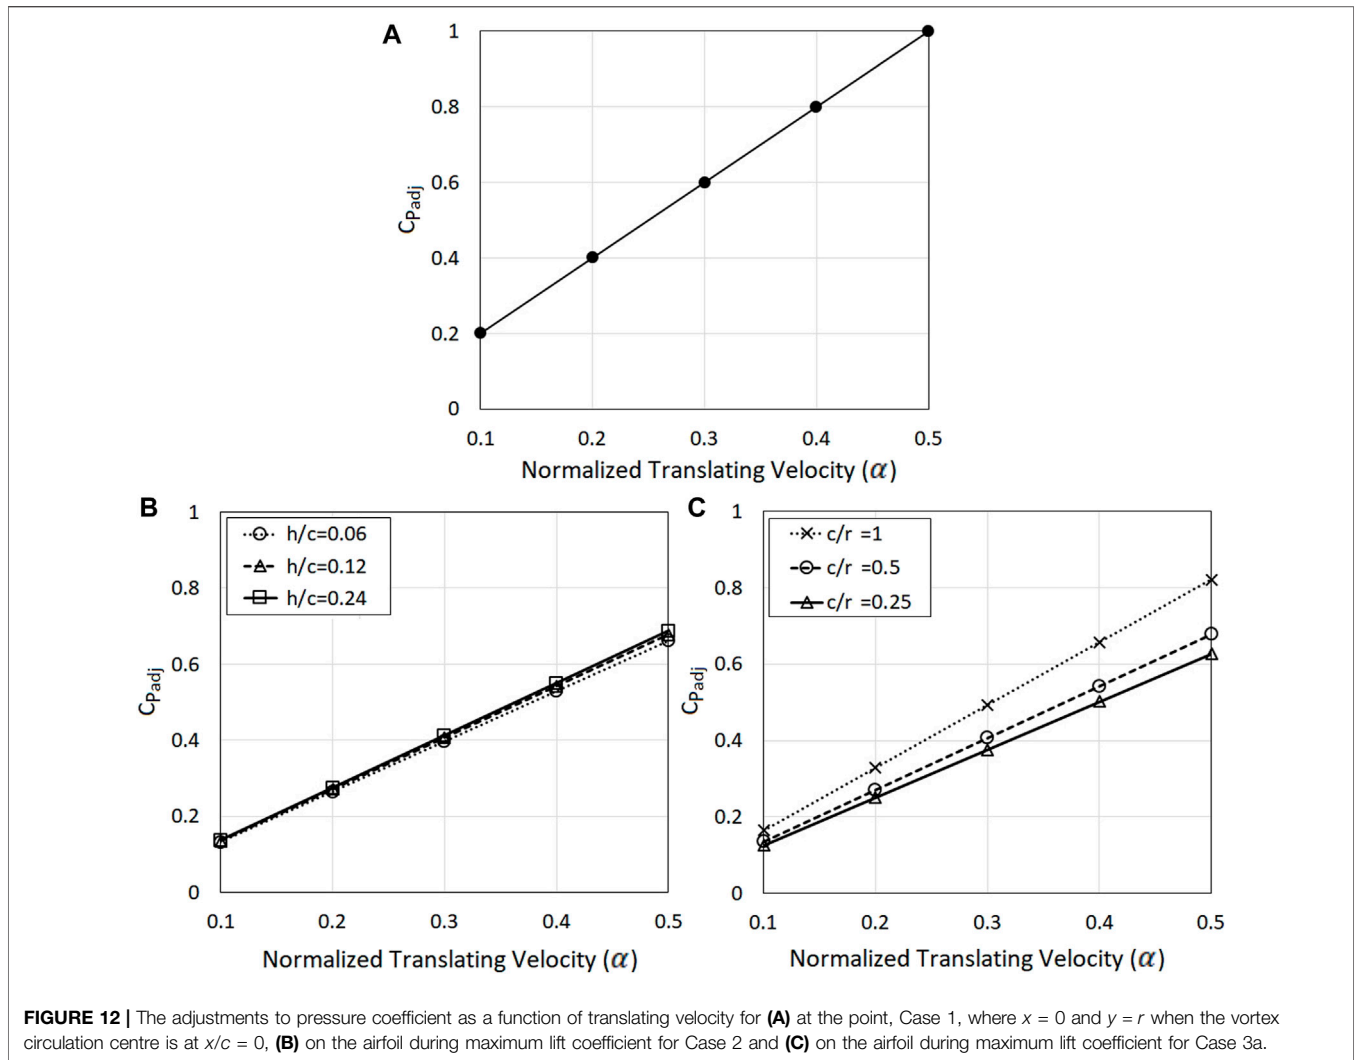 A
1
0.8
0.6
0.4
0.2
0
CPadj
0.1 0.2 0.3 0.4 0.5
Normalized Translating Velocity (α)
B
1
0.8
0.6
0.4
0.2
0
CPadj
h/c=0.06
h/c=0.12
h/c=0.24
0.1 0.2 0.3 0.4 0.5
Normalized Translating Velocity (α)
C
1
0.8
0.6
0.4
0.2
0
CPadj
c/r =1
c/r =0.5
c/r =0.25
0.1 0.2 0.3 0.4 0.5
Normalized Translating Velocity (α)
FIGURE 12 | The adjustments to pressure coefficient as a function of translating velocity for (A) at the point, Case 1, where x = 0 and y = r when the vortex
circulation centre is at x/c = 0, (B) on the airfoil during maximum lift coefficient for Case 2 and (C) on the airfoil during maximum lift coefficient for Case 3a.